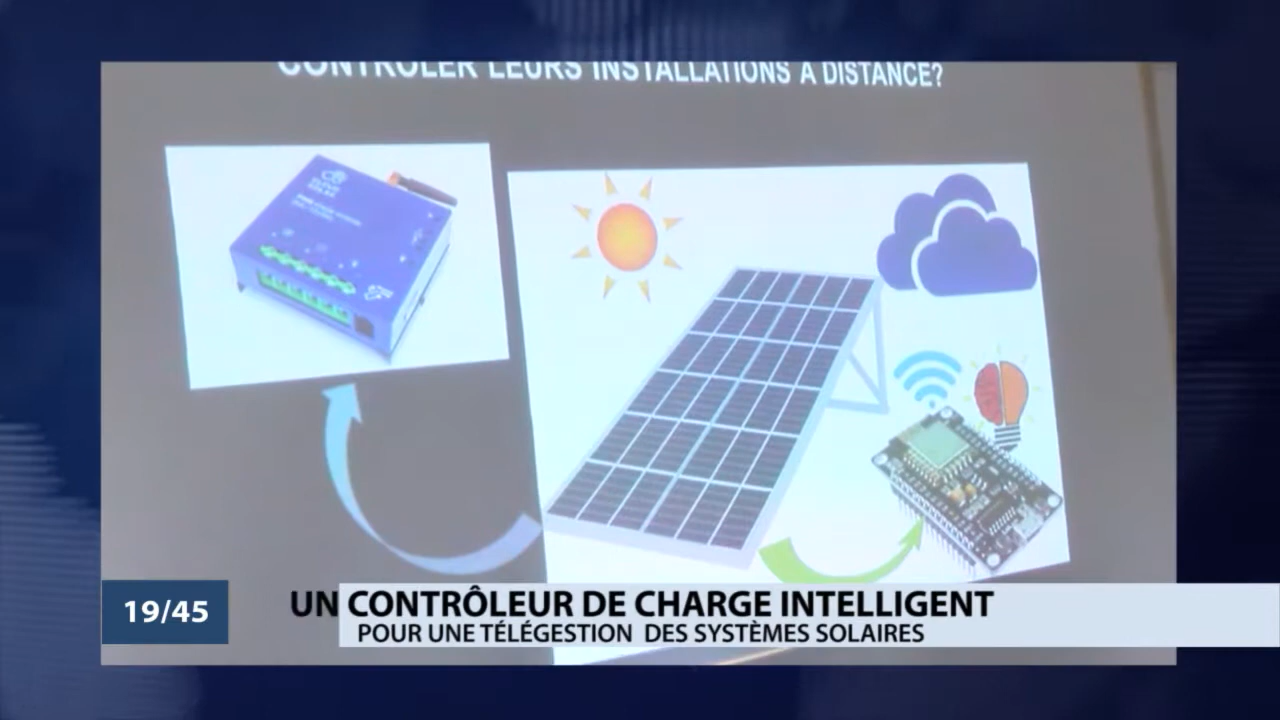 CONTRÔLER LEURS INSTALLATIONS A DISTANCE?
19/45
UN CONTRÔLEUR DE CHARGE INTELLIGENT
POUR UNE TÉLÉGESTION DES SYSTÈMES SOLAIRES